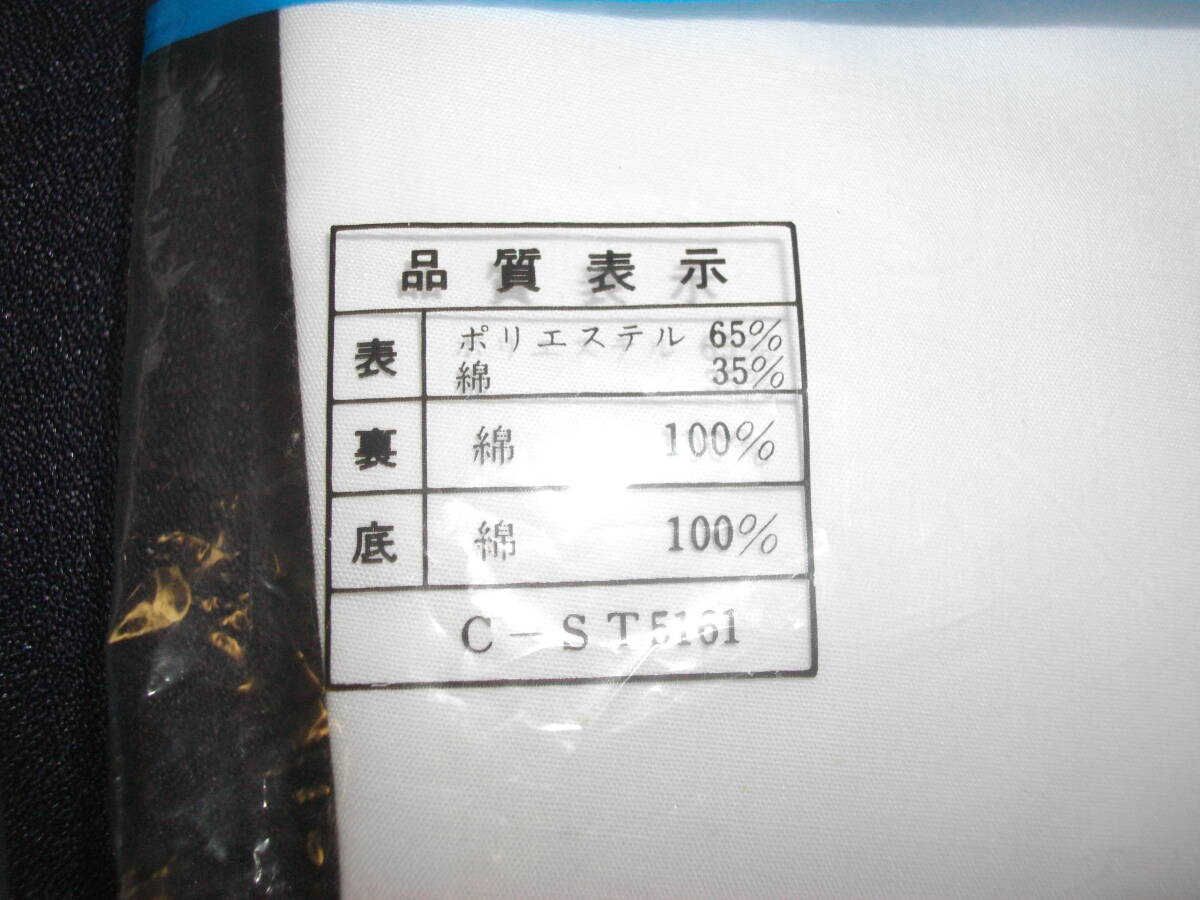 品質表示
表 ポリエステル 65%
綿 35%
裏 綿 100%
底 綿 100%
C-ST5161